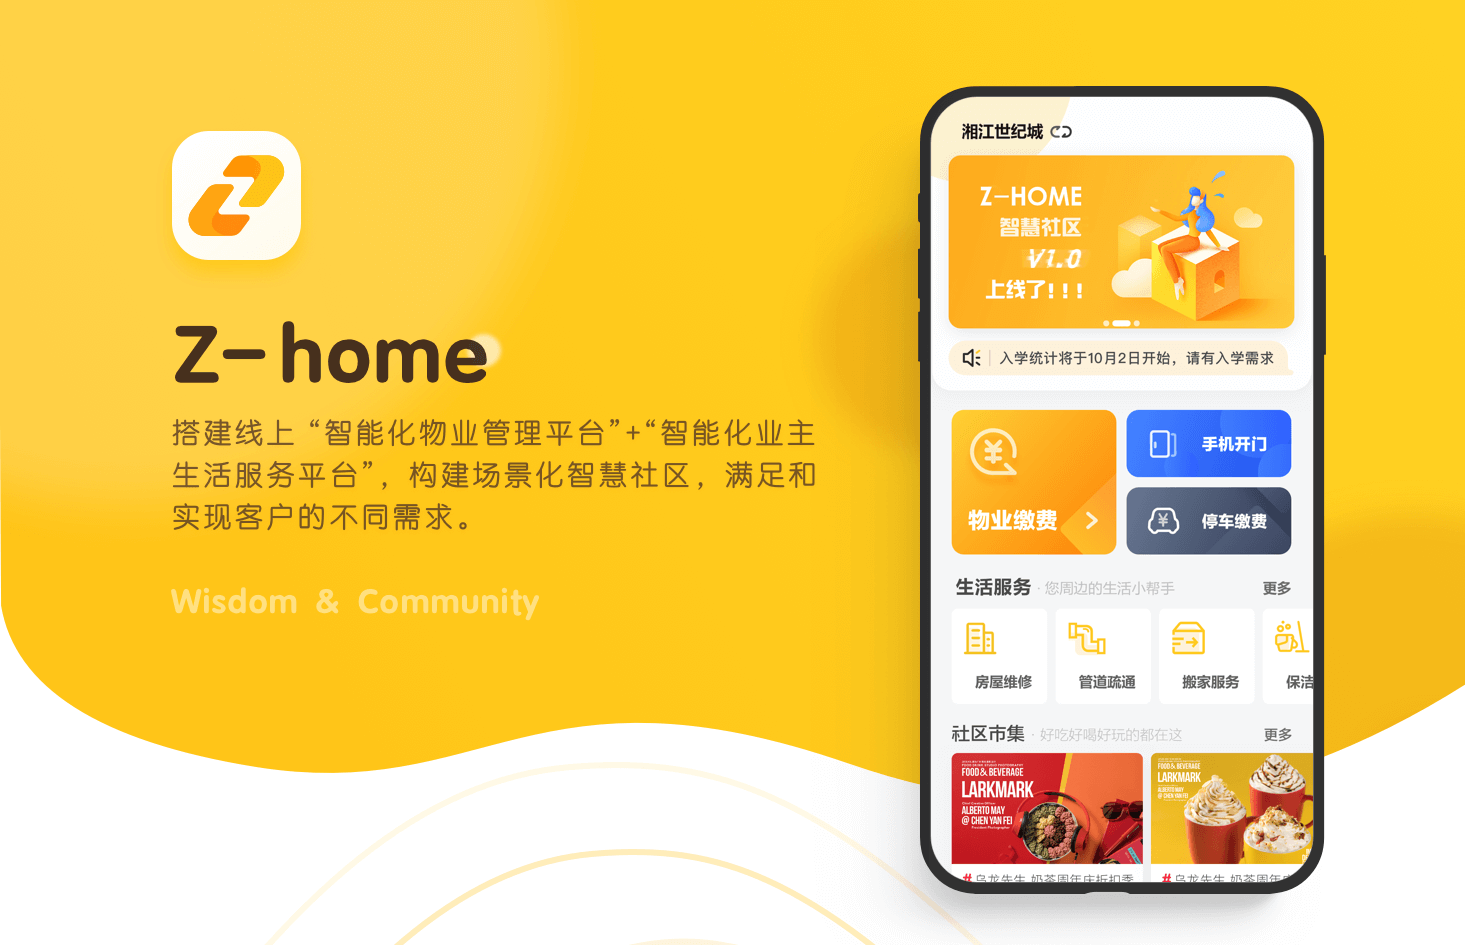 Z-home
搭建线上 “智能化物业管理平台”+“智能化业主
生活服务平台”，构建场景化智慧社区，满足和
实现客户的不同需求。
Wisdom & Community
湘江世纪城
Z-HOME
智慧社区
V1.0
上线了!!!
入学统计将于10月2日开始，请有入学需求
物业缴费
手机开门
停车缴费
生活服务 · 您周边的生活小帮手 更多
房屋维修 管道疏通 搬家服务 保洁
社区市集 · 好吃好喝好玩的都在这 更多
FOOD & BEVERAGE
LARKMARK
ALBERTO MAY
@ CHEN YAN FEI
FOOD & BEVERAGE
LARKMARK
ALBERTO MAY
@ CHEN YAN FEI
# 乌龙先生 奶茶周年庆折扣季
# 乌龙先生 奶茶周年